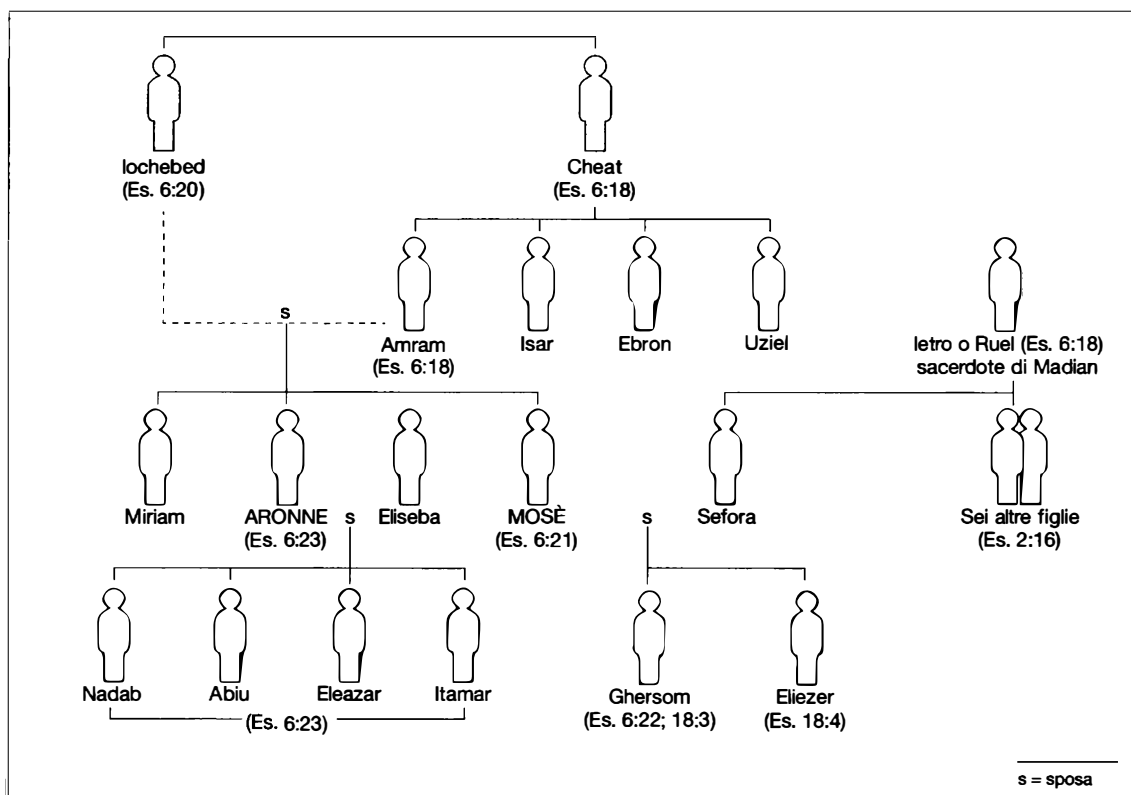 Iochebed
(Es. 6:20)
Cheat
(Es. 6:18)
s
Amram
(Es. 6:18)
Isar
Ebron
Uziel
Ietro o Ruel (Es. 6:18)
sacerdote di Madian
Miriam
ARONNE
(Es. 6:23)
s
Eliseba
MOSÈ
(Es. 6:21)
s
Sefora
Sei altre figlie
(Es. 2:16)
Nadab
Abiu
Eleazar
Itamar
(Es. 6:23)
Ghersom
(Es. 6:22; 18:3)
Eliezer
(Es. 18:4)
s = sposa